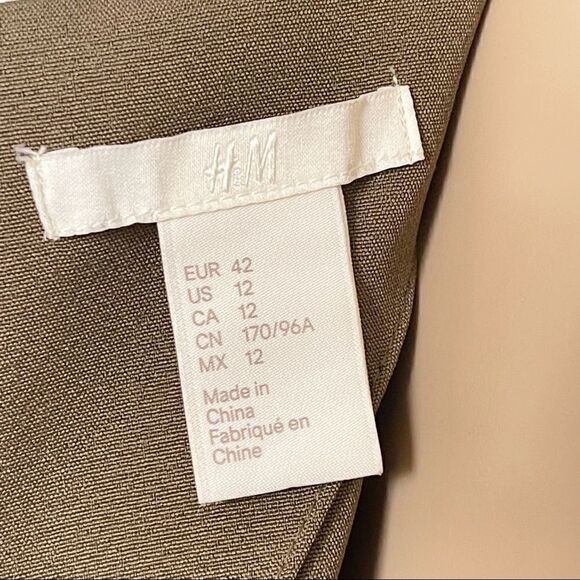 H&M
EUR 42
US 12
CA 12
CN 170/96A
MX 12
Made in
China
Fabriqué en
Chine